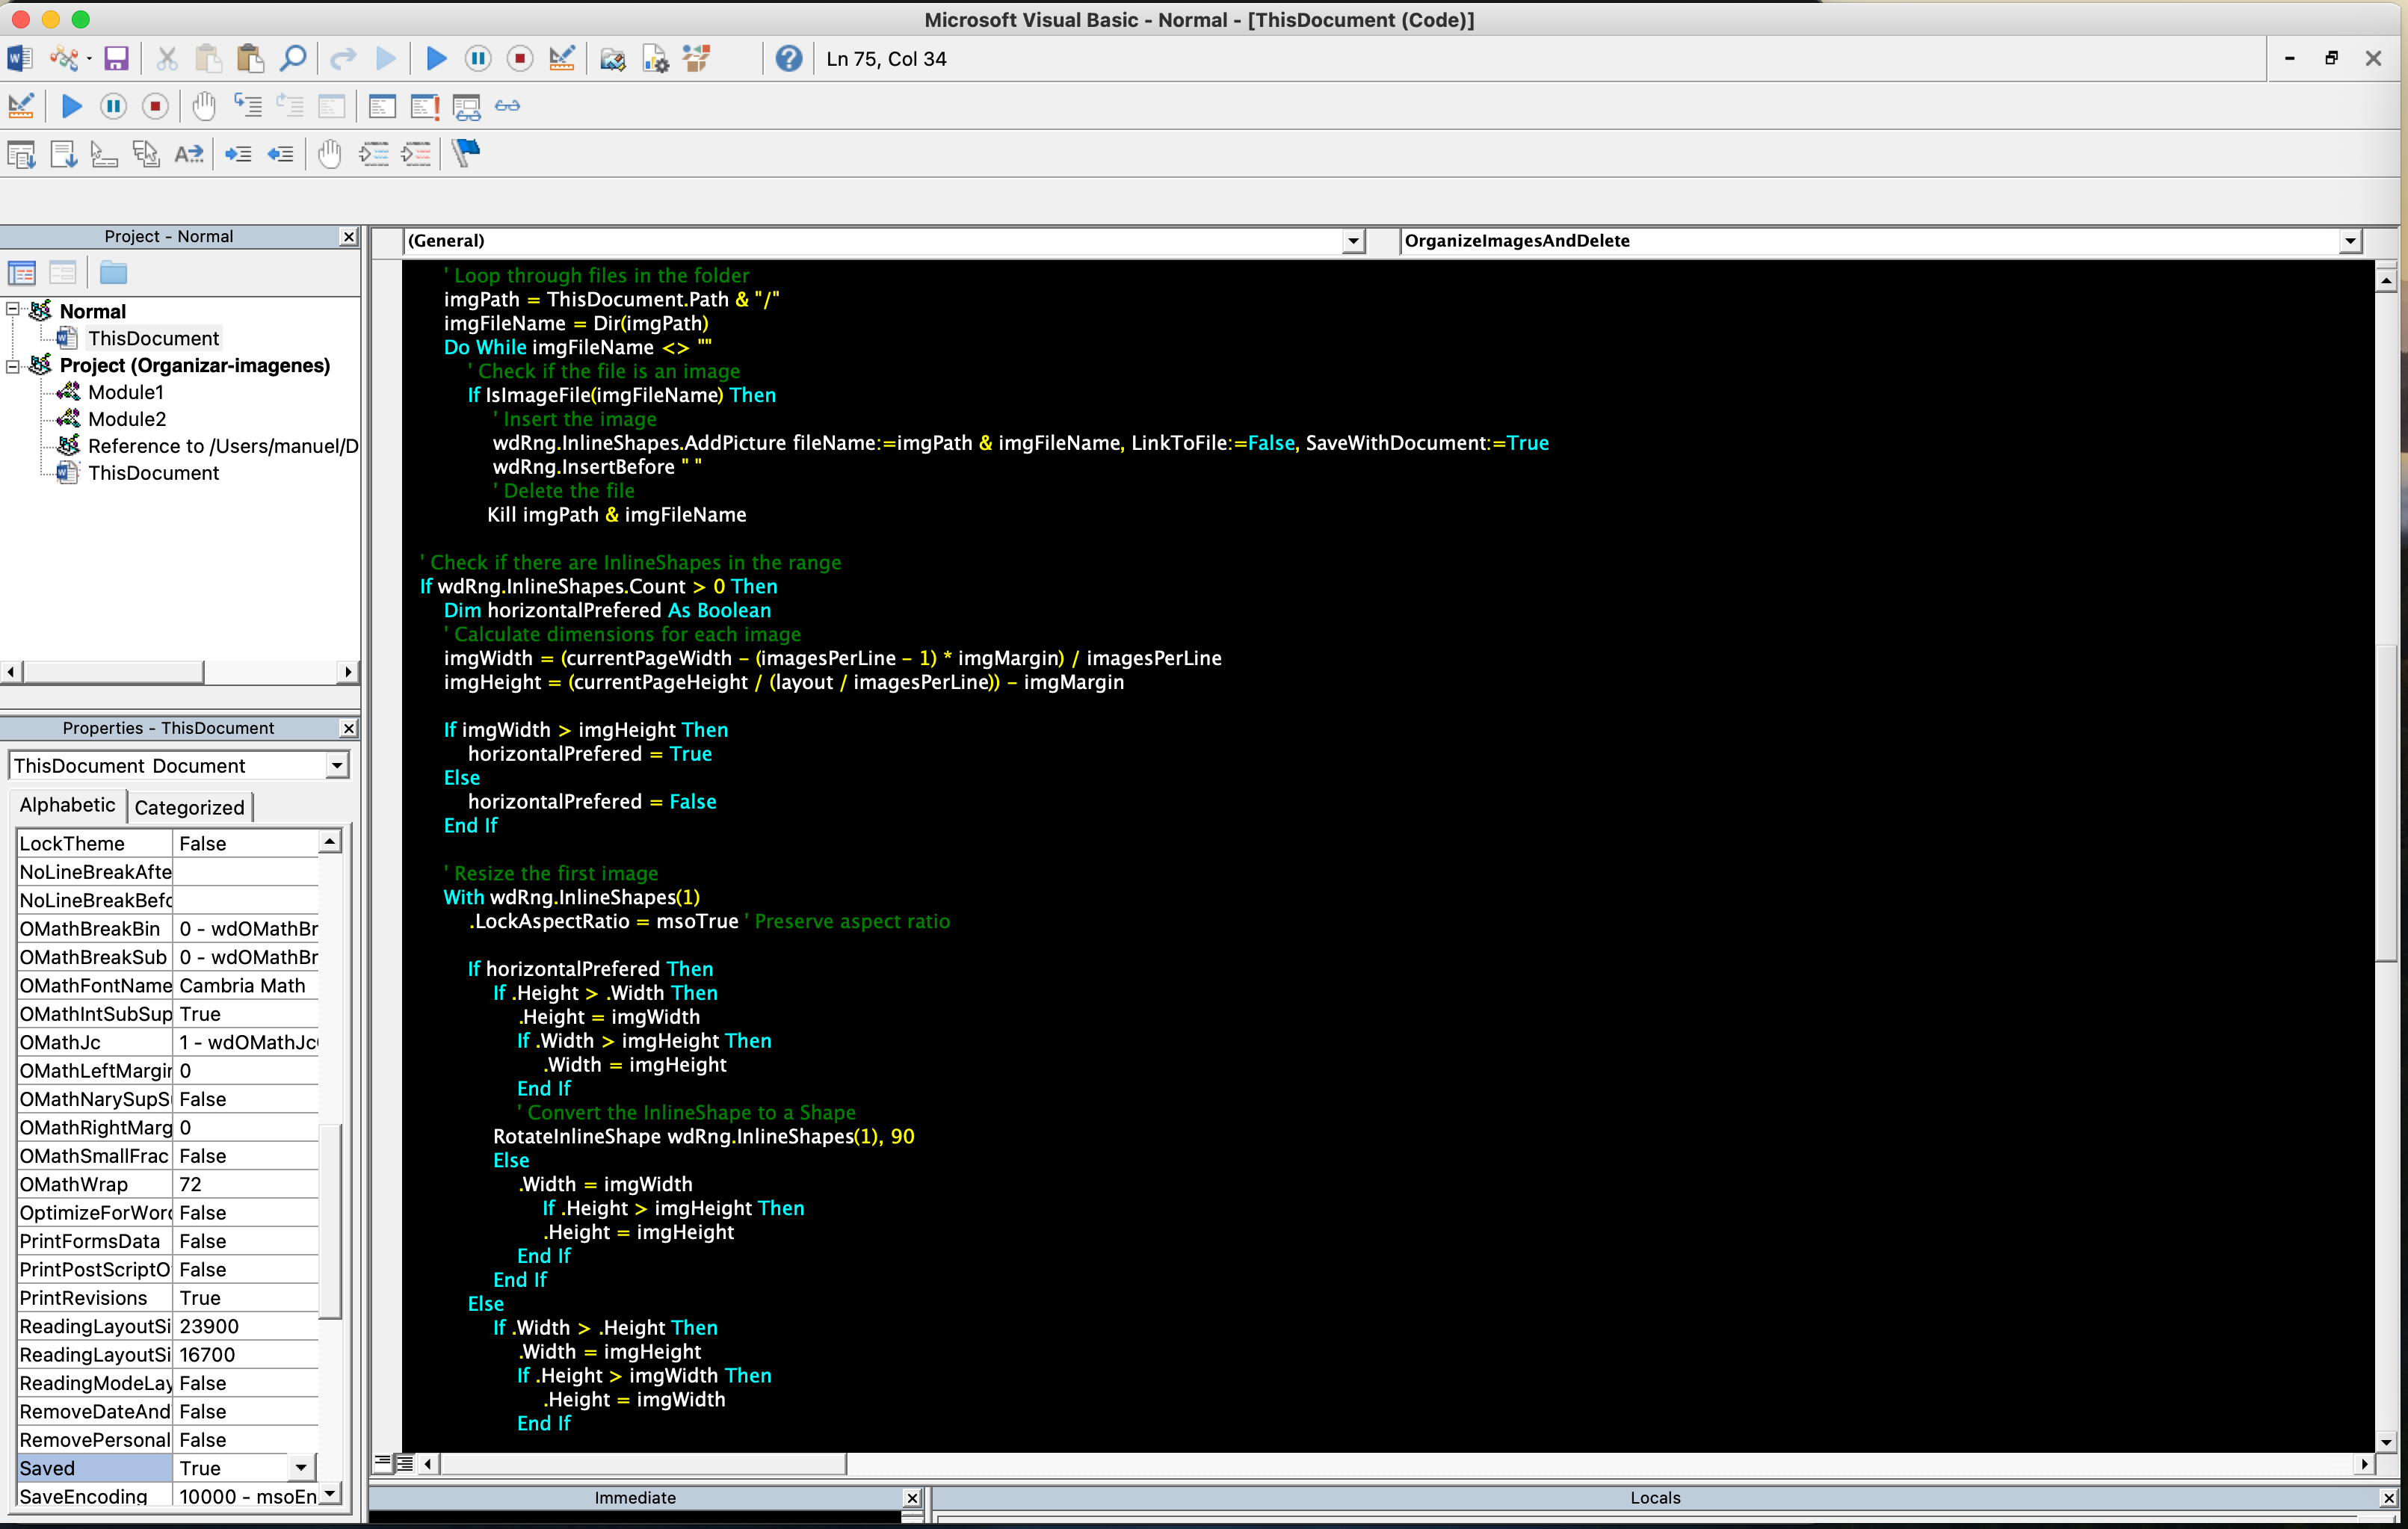 Microsoft Visual Basic - Normal - [ThisDocument (Code)]
Ln 75, Col 34
Project - Normal
Normal
ThisDocument
Project (Organizar-imagenes)
Module1
Module2
Reference to /Users/manuel/D
ThisDocument
Properties - ThisDocument
ThisDocument Document
Alphabetic Categorized
LockTheme False
NoLineBreakAfte
NoLineBreakBefo
OMathBreakBin 0 - wdOMathBr
OMathBreakSub 0 - wdOMathBr
OMathFontName Cambria Math
OMathIntSubSup True
OMathJc 1 - wdOMathJc
OMathLeftMargin 0
OMathNarySupS False
OMathRightMarg 0
OMathSmallFrac False
OMathWrap 72
OptimizeForWord False
PrintFormsData False
PrintPostScriptO False
PrintRevisions True
ReadingLayoutSi 23900
ReadingLayoutSi 16700
ReadingModeLay False
RemoveDateAnd False
RemovePersonal False
Saved True
SaveEncoding 10000 - msoEn
(General) OrganizeImagesAndDelete
' Loop through files in the folder
imgPath = ThisDocument.Path & "/"
imgFileName = Dir(imgPath)
Do While imgFileName <> ""
' Check if the file is an image
If IsImageFile(imgFileName) Then
' Insert the image
wdRng.InlineShapes.AddPicture fileName:=imgPath & imgFileName, LinkToFile:=False, SaveWithDocument:=True
wdRng.InsertBefore " "
' Delete the file
Kill imgPath & imgFileName
' Check if there are InlineShapes in the range
If wdRng.InlineShapes.Count > 0 Then
Dim horizontalPrefered As Boolean
' Calculate dimensions for each image
imgWidth = (currentPageWidth - (imagesPerLine - 1) * imgMargin) / imagesPerLine
imgHeight = (currentPageHeight / (layout / imagesPerLine)) - imgMargin
If imgWidth > imgHeight Then
horizontalPrefered = True
Else
horizontalPrefered = False
End If
' Resize the first image
With wdRng.InlineShapes(1)
.LockAspectRatio = msoTrue ' Preserve aspect ratio
If horizontalPrefered Then
If .Height > .Width Then
.Height = imgWidth
If .Width > imgHeight Then
.Width = imgHeight
End If
' Convert the InlineShape to a Shape
RotateInlineShape wdRng.InlineShapes(1), 90
Else
.Width = imgWidth
If .Height > imgHeight Then
.Height = imgHeight
End If
End If
Else
If .Width > .Height Then
.Width = imgHeight
If .Height > imgWidth Then
.Height = imgWidth
End If
Immediate
Locals